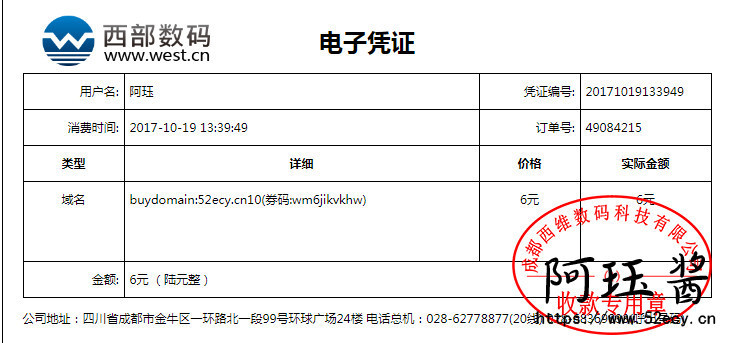 西部数码
www.west.cn
电子凭证
用户名: 阿珏 凭证编号: 20171019133949
消费时间: 2017-10-19 13:39:49 订单号: 49084215
类型 详细 价格 实际金额
域名 buydomain:52ecy.cn10(券码:wm6jikvkhw) 6元 6元
金额: 6元 （陆元整）
成都西维数码科技有限公司
阿珏酱
收款专用章
https://www.52ecy.cn
公司地址：四川省成都市金牛区一环路北一段99号环球广场24楼 电话总机：028-62778877(20线)